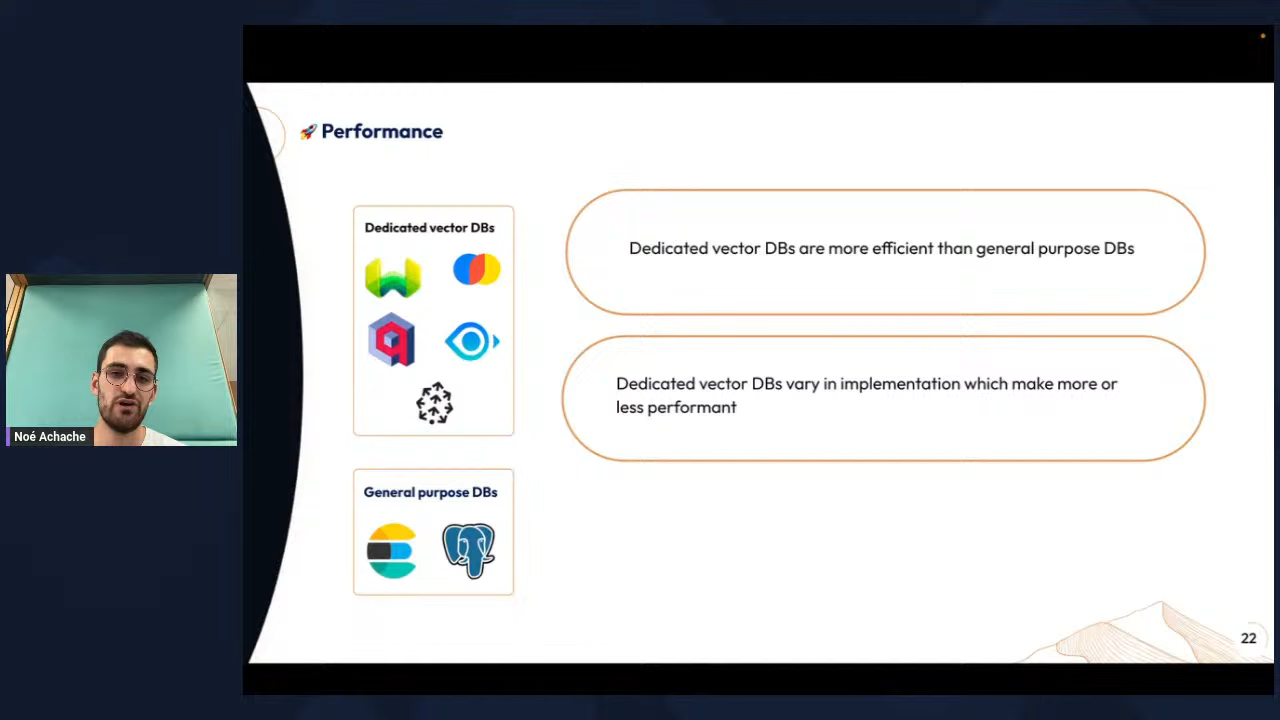 Performance
Dedicated vector DBs
Dedicated vector DBs are more efficient than general purpose DBs
Dedicated vector DBs vary in implementation which make more or
less performant
General purpose DBs
Noé Achache
22